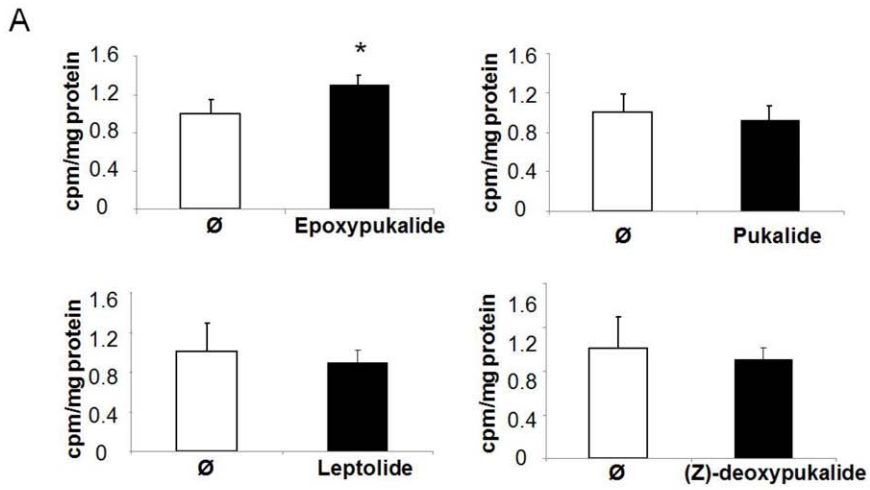 A
cpm/mg protein
1.6
1.2
0.8
0.4
0
*
Ø
Epoxypukalide
cpm/mg protein
1.6
1.2
0.8
0.4
0
Ø
Pukalide
cpm/mg protein
1.6
1.2
0.8
0.4
0
Ø
Leptolide
cpm/mg protein
1.6
1.2
0.8
0.4
0
Ø
(Z)-deoxypukalide